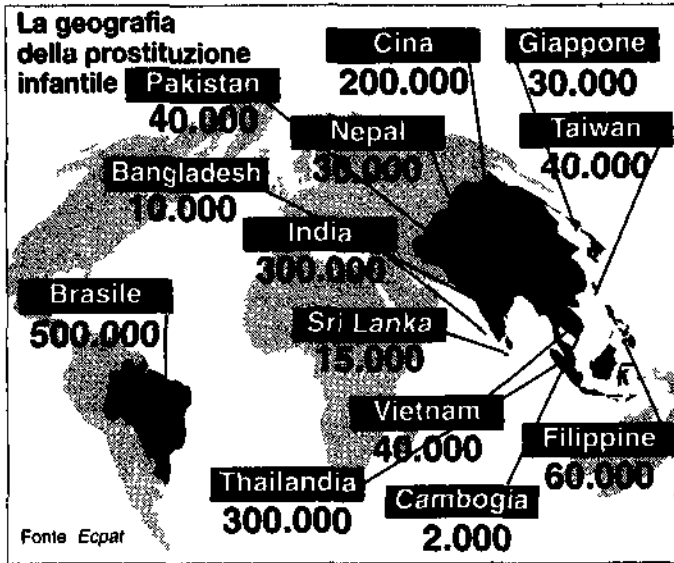 La geografia
della prostituzione
infantile
Cina
200.000
Giappone
30.000
Pakistan
40.000
Nepal
30.000
Taiwan
40.000
Bangladesh
10.000
India
300.000
Brasile
500.000
Sri Lanka
15.000
Vietnam
40.000
Filippine
60.000
Thailandia
300.000
Cambogia
2.000
Fonte Ecpat